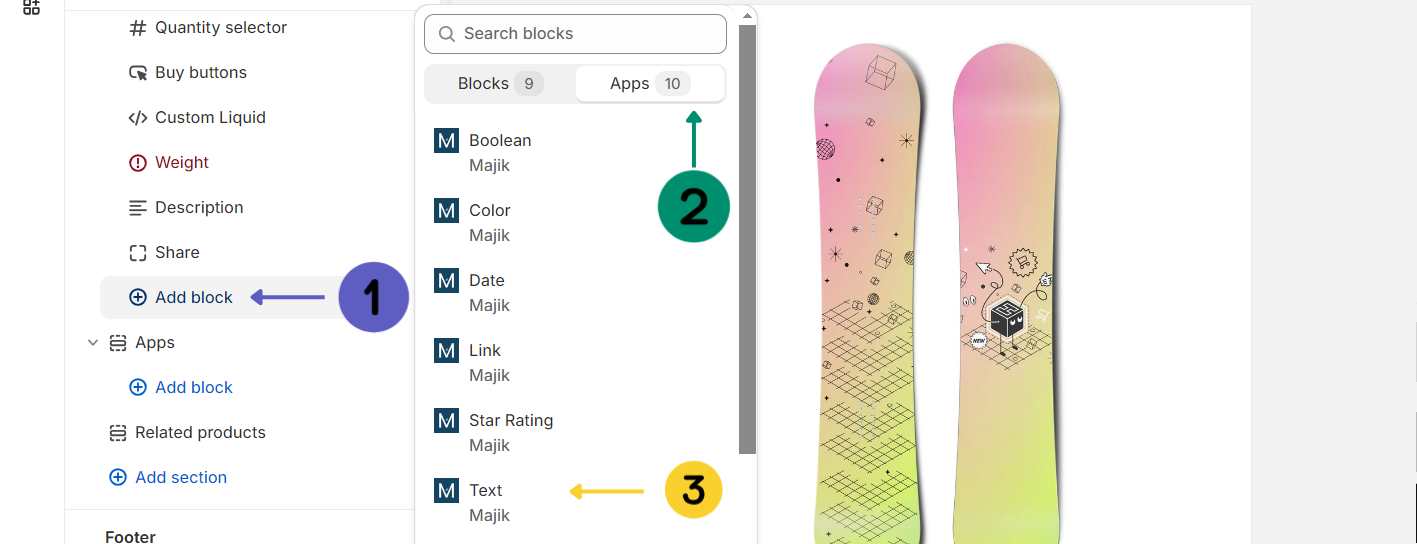 Quantity selector
Buy buttons
Custom Liquid
Weight
Description
Share
Add block
1
Apps
Add block
Related products
Add section
Footer
Search blocks
Blocks 9 Apps 10
2
M Boolean
Majik
M Color
Majik
M Date
Majik
M Link
Majik
M Star Rating
Majik
M Text
Majik
3
NEW